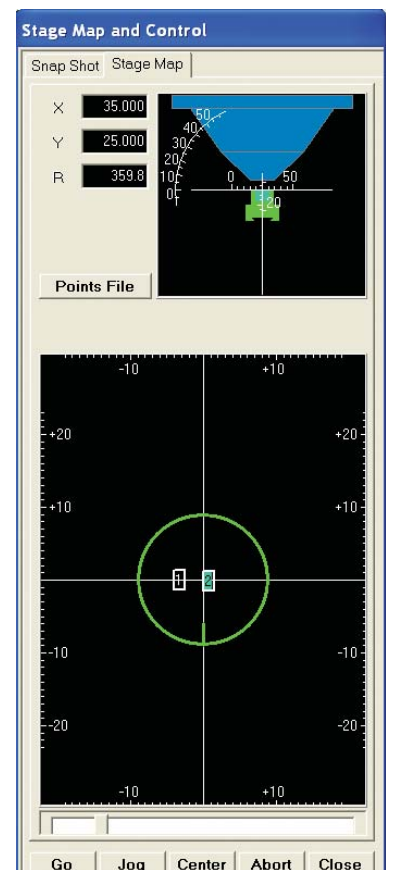 Stage Map and Control
Snap Shot Stage Map
X 35.000
Y 25.000
R 359.8
50
40
30
20
10
0
0 50
20
Points File
-10 +10
+20 +20
+10 +10
1 2
-10 -10
-20 -20
-10 +10
Go Jog Center Abort Close